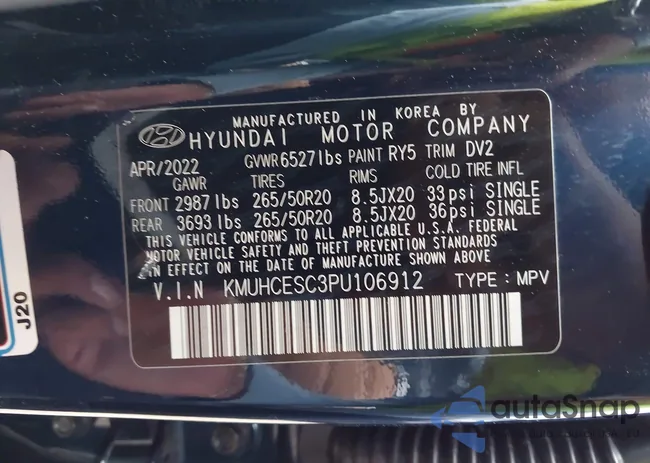 MANUFACTURED IN KOREA BY
HYUNDAI MOTOR COMPANY
APR/2022 GVWR 6527lbs PAINT RY5 TRIM DV2
GAWR TIRES RIMS COLD TIRE INFL
FRONT 2987 lbs 265/50R20 8.5JX20 33 psi SINGLE
REAR 3693 lbs 265/50R20 8.5JX20 36 psi SINGLE
THIS VEHICLE CONFORMS TO ALL APPLICABLE U.S.A. FEDERAL
MOTOR VEHICLE SAFETY AND THEFT PREVENTION STANDARDS
IN EFFECT ON THE DATE OF MANUFACTURE SHOWN ABOVE.
V.I.N KMUHCESC3PU106912 TYPE: MPV
J20
autoSnap